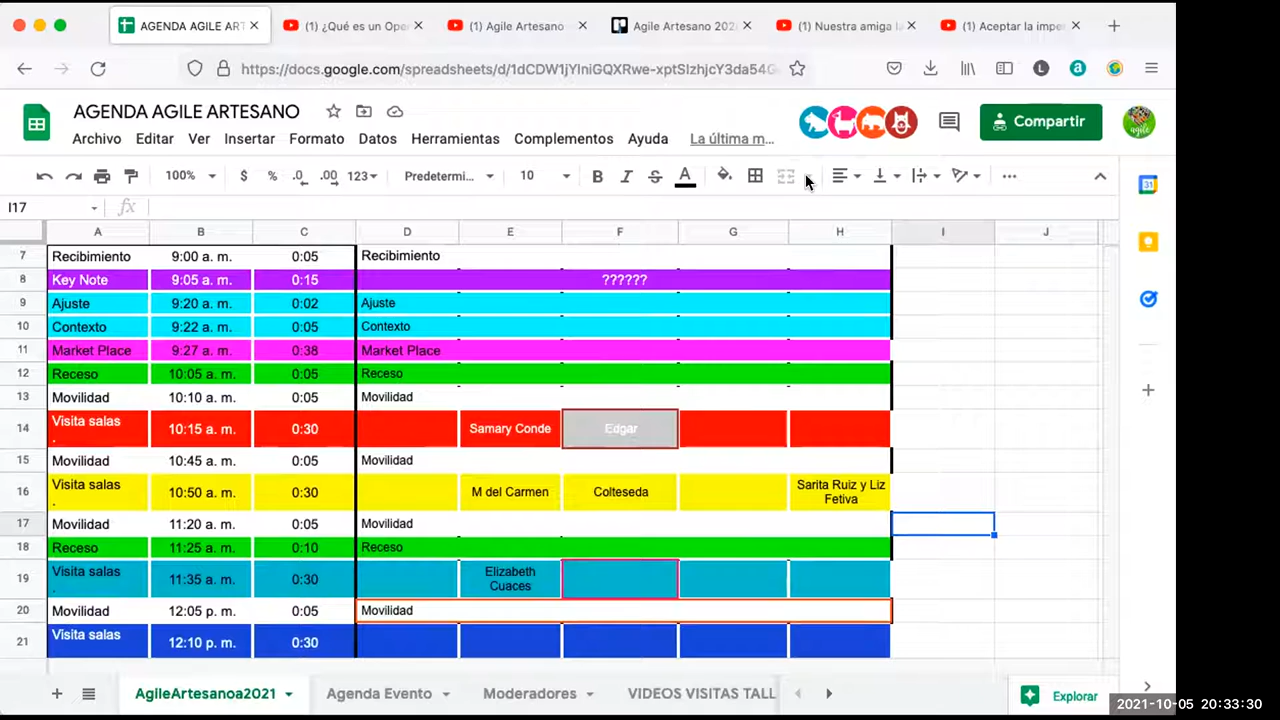 AGENDA AGILE ART
(1) ¿Qué es un Ope
(1) Agile Artesano
Agile Artesano 202
(1) Nuestra amiga la
(1) Aceptar la impe
https://docs.google.com/spreadsheets/d/1dCDW1jYlniGQXRwe-xptSIzhjcY3da54G
AGENDA AGILE ARTESANO
Archivo Editar Ver Insertar Formato Datos Herramientas Complementos Ayuda La última m...
Compartir
100% $ % .0 .00 123 Predetermi... 10 B I S A
I17 fx
A B C D E F G H I J
7 Recibimiento 9:00 a. m. 0:05 Recibimiento
8 Key Note 9:05 a. m. 0:15 ??????
9 Ajuste 9:20 a. m. 0:02 Ajuste
10 Contexto 9:22 a. m. 0:05 Contexto
11 Market Place 9:27 a. m. 0:38 Market Place
12 Receso 10:05 a. m. 0:05 Receso
13 Movilidad 10:10 a. m. 0:05 Movilidad
14 Visita salas . 10:15 a. m. 0:30 Samary Conde Edgar
15 Movilidad 10:45 a. m. 0:05 Movilidad
16 Visita salas . 10:50 a. m. 0:30 M del Carmen Colteseda Sarita Ruiz y Liz Fetiva
17 Movilidad 11:20 a. m. 0:05 Movilidad
18 Receso 11:25 a. m. 0:10 Receso
19 Visita salas . 11:35 a. m. 0:30 Elizabeth Cuaces
20 Movilidad 12:05 p. m. 0:05 Movilidad
21 Visita salas 12:10 p. m. 0:30
AgileArtesanoa2021 Agenda Evento Moderadores VIDEOS VISITAS TALL
Explorar
2021-10-05 20:33:30